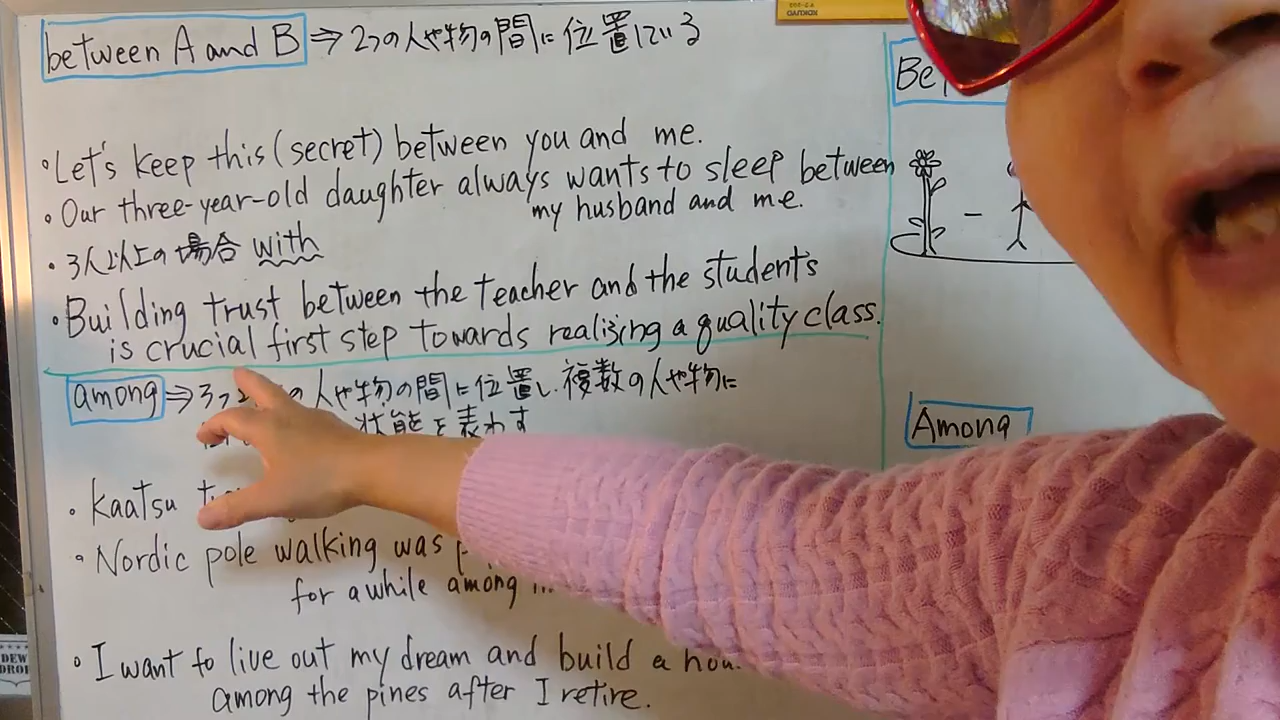 between A and B ⇒ 2つの人や物の間に位置している
・Let's keep this (secret) between you and me.
・Our three-year-old daughter always wants to sleep between
my husband and me.
・3人以上の場合 with
・Building trust between the teacher and the students
is crucial first step towards realising a quality class.
among ⇒ 3つ の人や物の間に位置し、複数の人や物に
状態を表わす
・Kaatsu
・Nordic pole walking was
for a while among
・I want to live out my dream and build a
among the pines after I retire.
Among
DEW